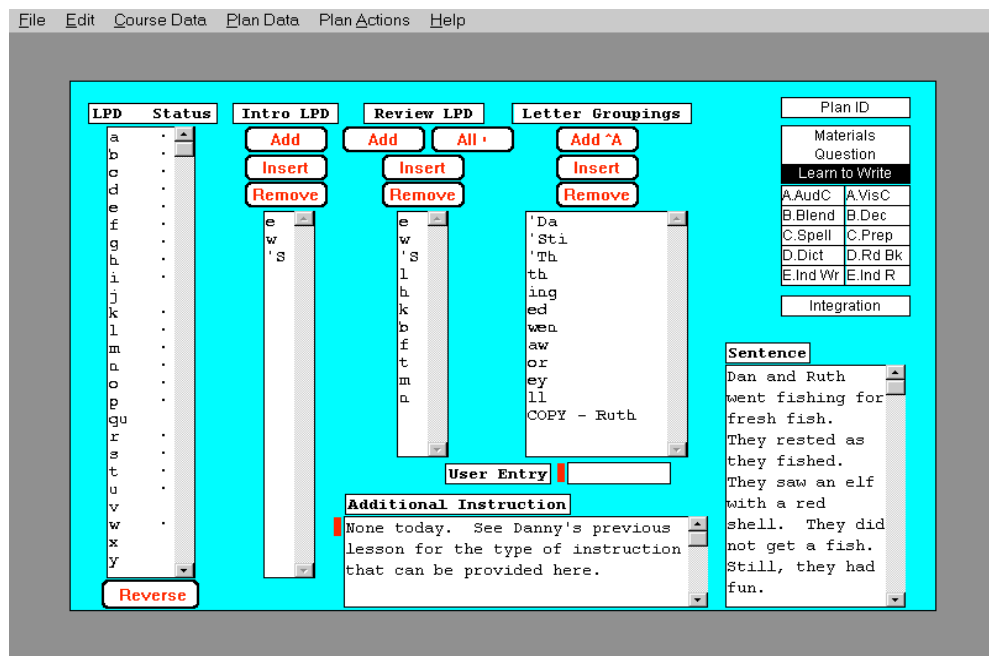 File Edit Course Data Plan Data Plan Actions Help
LPD Status
a ·
b ·
c ·
d ·
e ·
f ·
g ·
h ·
i ·
j
k ·
l ·
m ·
n ·
o ·
p ·
qu
r ·
s ·
t ·
u ·
v
w ·
x
y
Reverse
Intro LPD
Add
Insert
Remove
e
w
'S
Review LPD
Add All '
Insert
Remove
e
w
'S
l
h
k
b
f
t
m
n
Letter Groupings
Add ^A
Insert
Remove
'Da
'Sti
'Th
th
ing
ed
wen
aw
or
ey
ll
COPY - Ruth
User Entry
Additional Instruction
None today. See Danny's previous
lesson for the type of instruction
that can be provided here.
Plan ID
Materials
Question
Learn to Write
A.AudC A.VisC
B.Blend B.Dec
C.Spell C.Prep
D.Dict D.Rd Bk
E.Ind Wr E.Ind R
Integration
Sentence
Dan and Ruth
went fishing for
fresh fish.
They rested as
they fished.
They saw an elf
with a red
shell. They did
not get a fish.
Still, they had
fun.